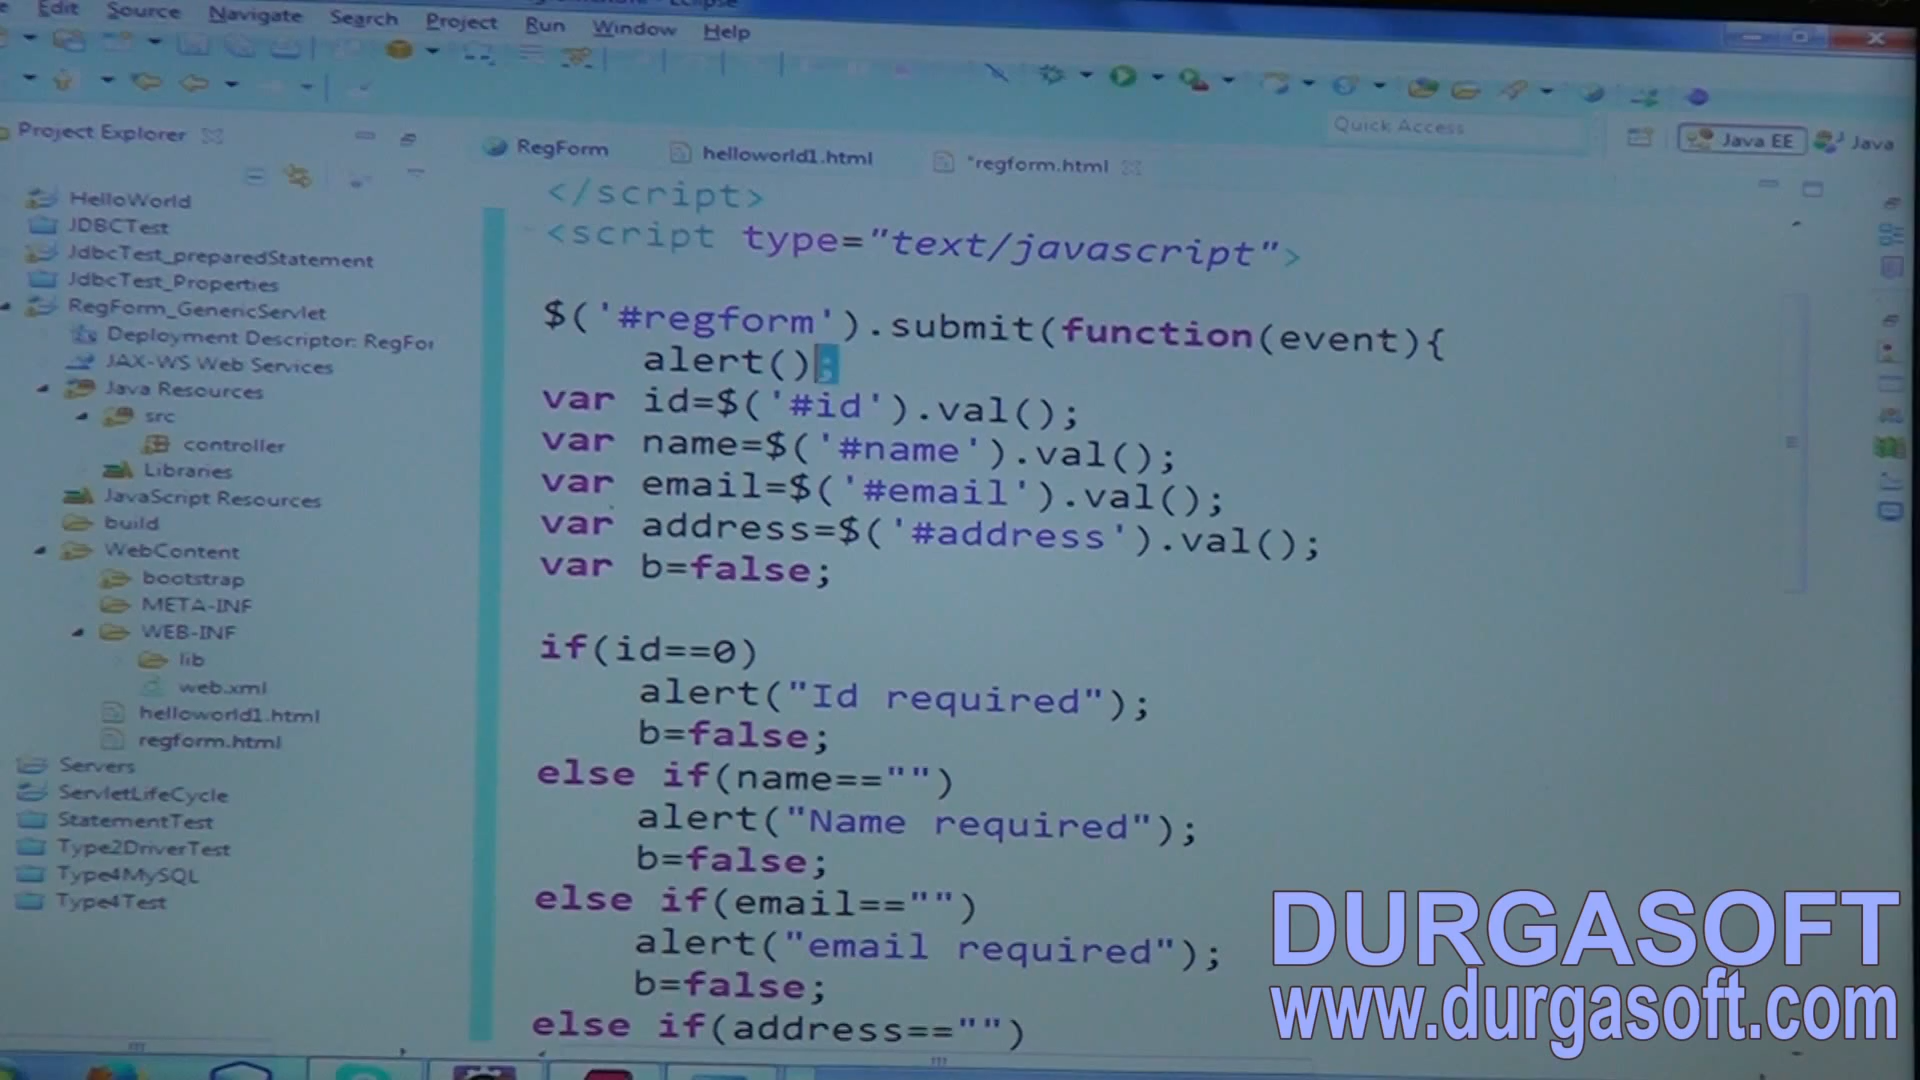 Edit Source Navigate Search Project Run Window Help
Quick Access
Java EE Java
Project Explorer
RegForm helloworld1.html *regform.html
HelloWorld
JDBCTest
JdbcTest_preparedStatement
JdbcTest_Properties
RegForm_GenericServlet
Deployment Descriptor: RegFor
JAX-WS Web Services
Java Resources
src
controller
Libraries
JavaScript Resources
build
WebContent
bootstrap
META-INF
WEB-INF
lib
web.xml
helloworld1.html
regform.html
Servers
ServletLifeCycle
StatementTest
Type2DriverTest
Type4MySQL
Type4Test
</script>
<script type="text/javascript">
$('#regform').submit(function(event){
alert();
var id=$('#id').val();
var name=$('#name').val();
var email=$('#email').val();
var address=$('#address').val();
var b=false;
if(id==0)
alert("Id required");
b=false;
else if(name=="")
alert("Name required");
b=false;
else if(email=="")
alert("email required");
b=false;
else if(address=="")
DURGASOFT
www.durgasoft.com